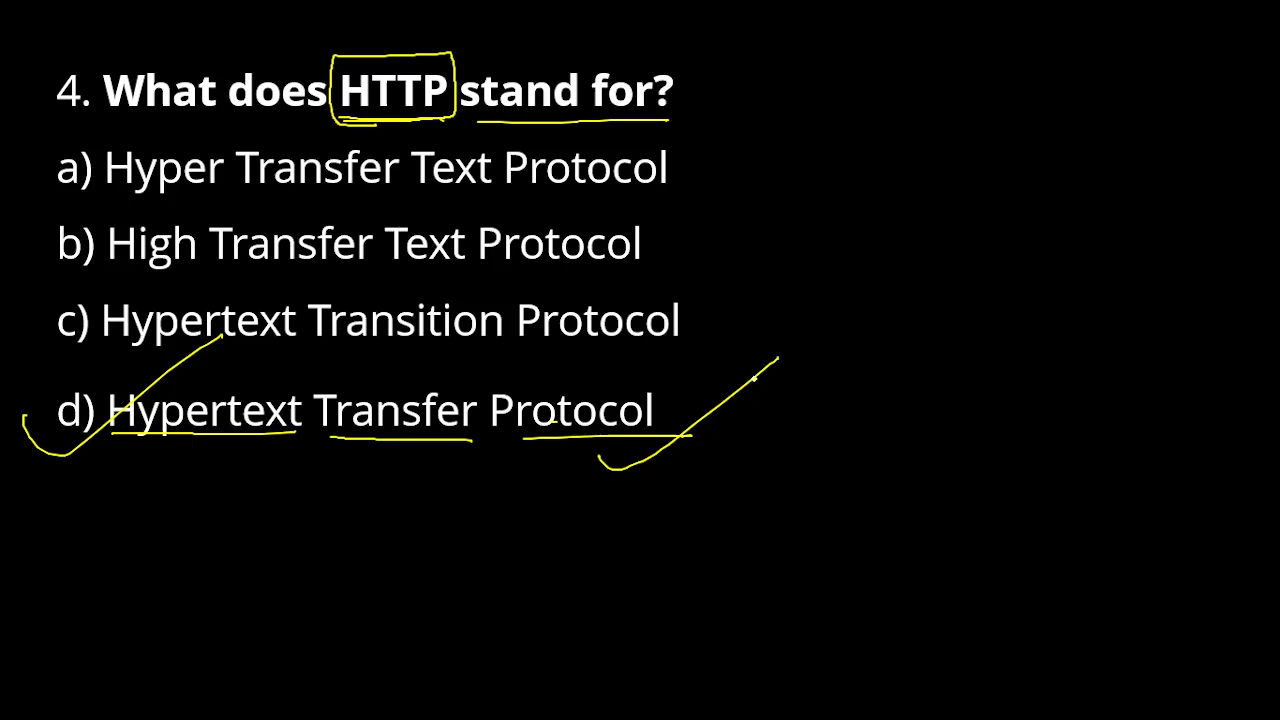 4. What does HTTP stand for?
a) Hyper Transfer Text Protocol
b) High Transfer Text Protocol
c) Hypertext Transition Protocol
d) Hypertext Transfer Protocol